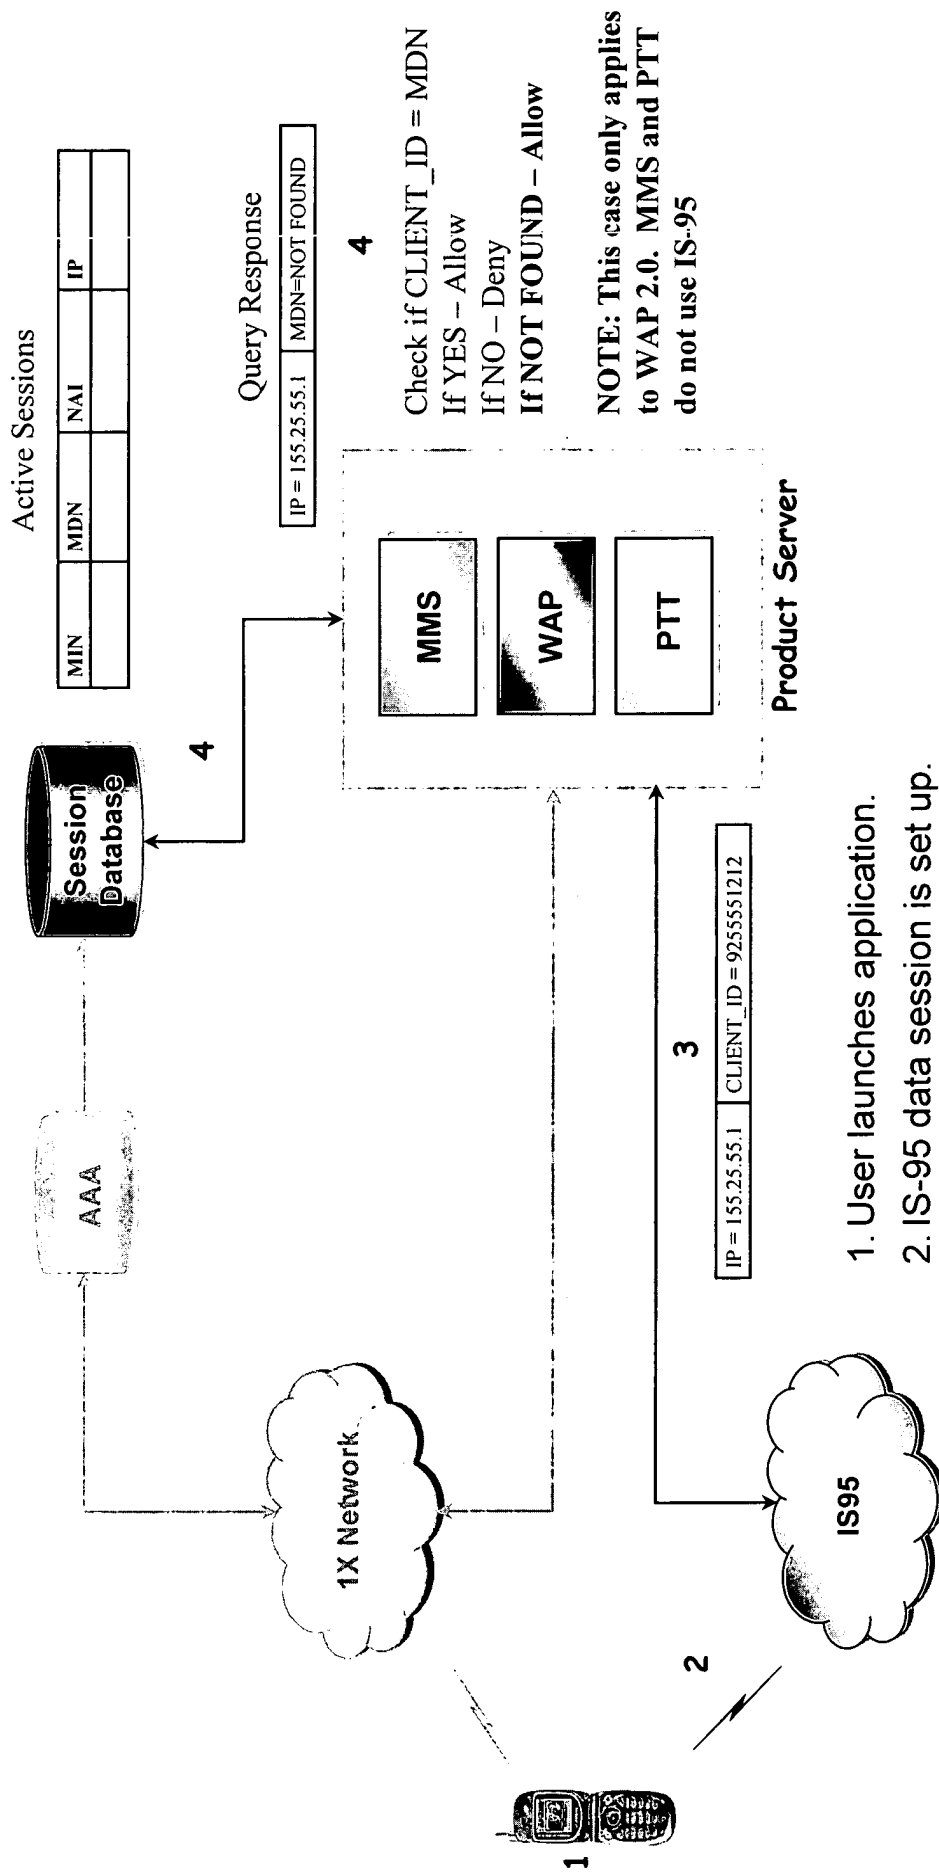 Active Sessions
MIN MDN NAI IP
Session
Database
AAA
4
Query Response
IP = 155.25.55.1 MDN=NOT FOUND
4
Check if CLIENT_ID = MDN
If YES – Allow
If NO – Deny
If NOT FOUND – Allow
NOTE: This case only applies
to WAP 2.0. MMS and PTT
do not use IS-95
1X Network
MMS
WAP
PTT
Product Server
3
IP = 155.25.55.1 CLIENT_ID = 9255551212
1
2
IS95
1. User launches application.
2. IS-95 data session is set up.